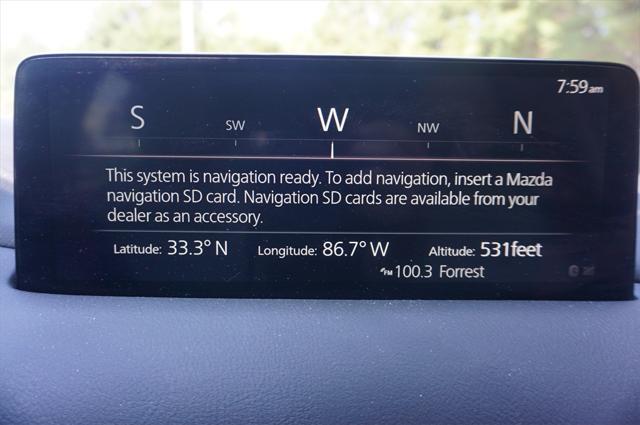 7:59am
S SW W NW N
This system is navigation ready. To add navigation, insert a Mazda
navigation SD card. Navigation SD cards are available from your
dealer as an accessory.
Latitude: 33.3° N Longitude: 86.7° W Altitude: 531feet
FM 100.3 Forrest